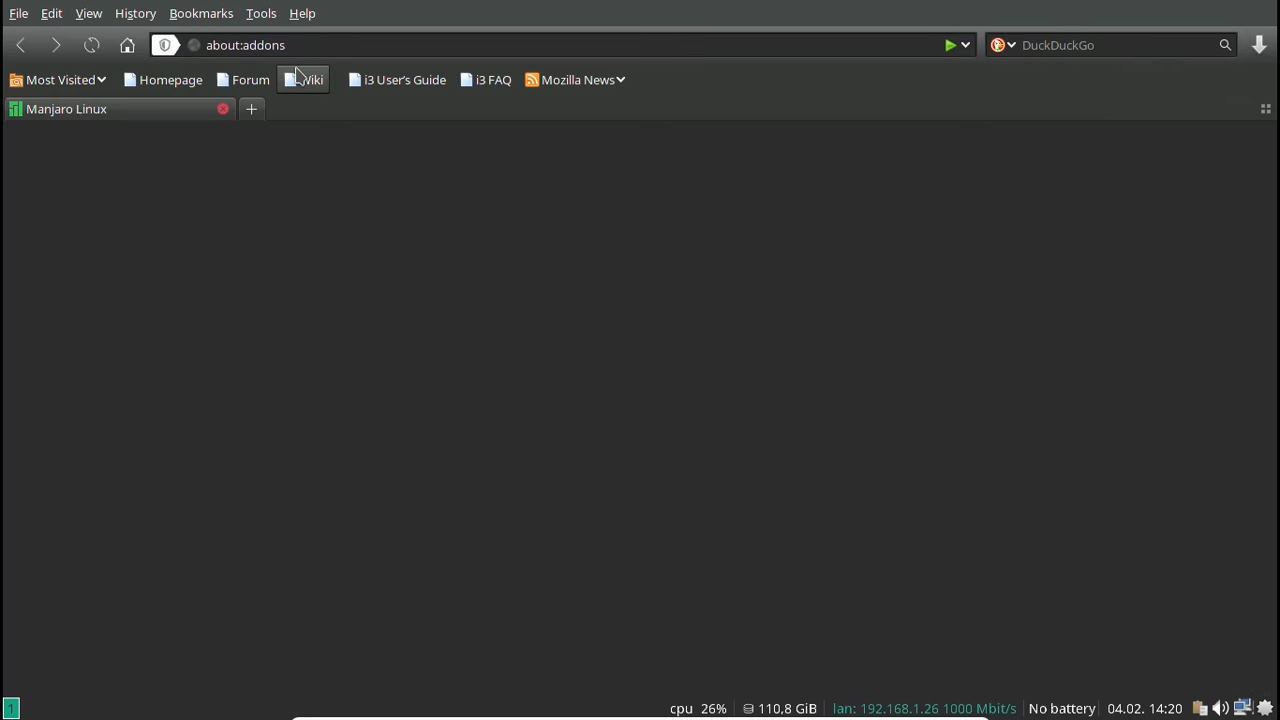 File Edit View History Bookmarks Tools Help
about:addons DuckDuckGo
Most Visited Homepage Forum Wiki i3 User's Guide i3 FAQ Mozilla News
Manjaro Linux
1 cpu 26% 110,8 GiB lan: 192.168.1.26 1000 Mbit/s No battery 04.02. 14:20